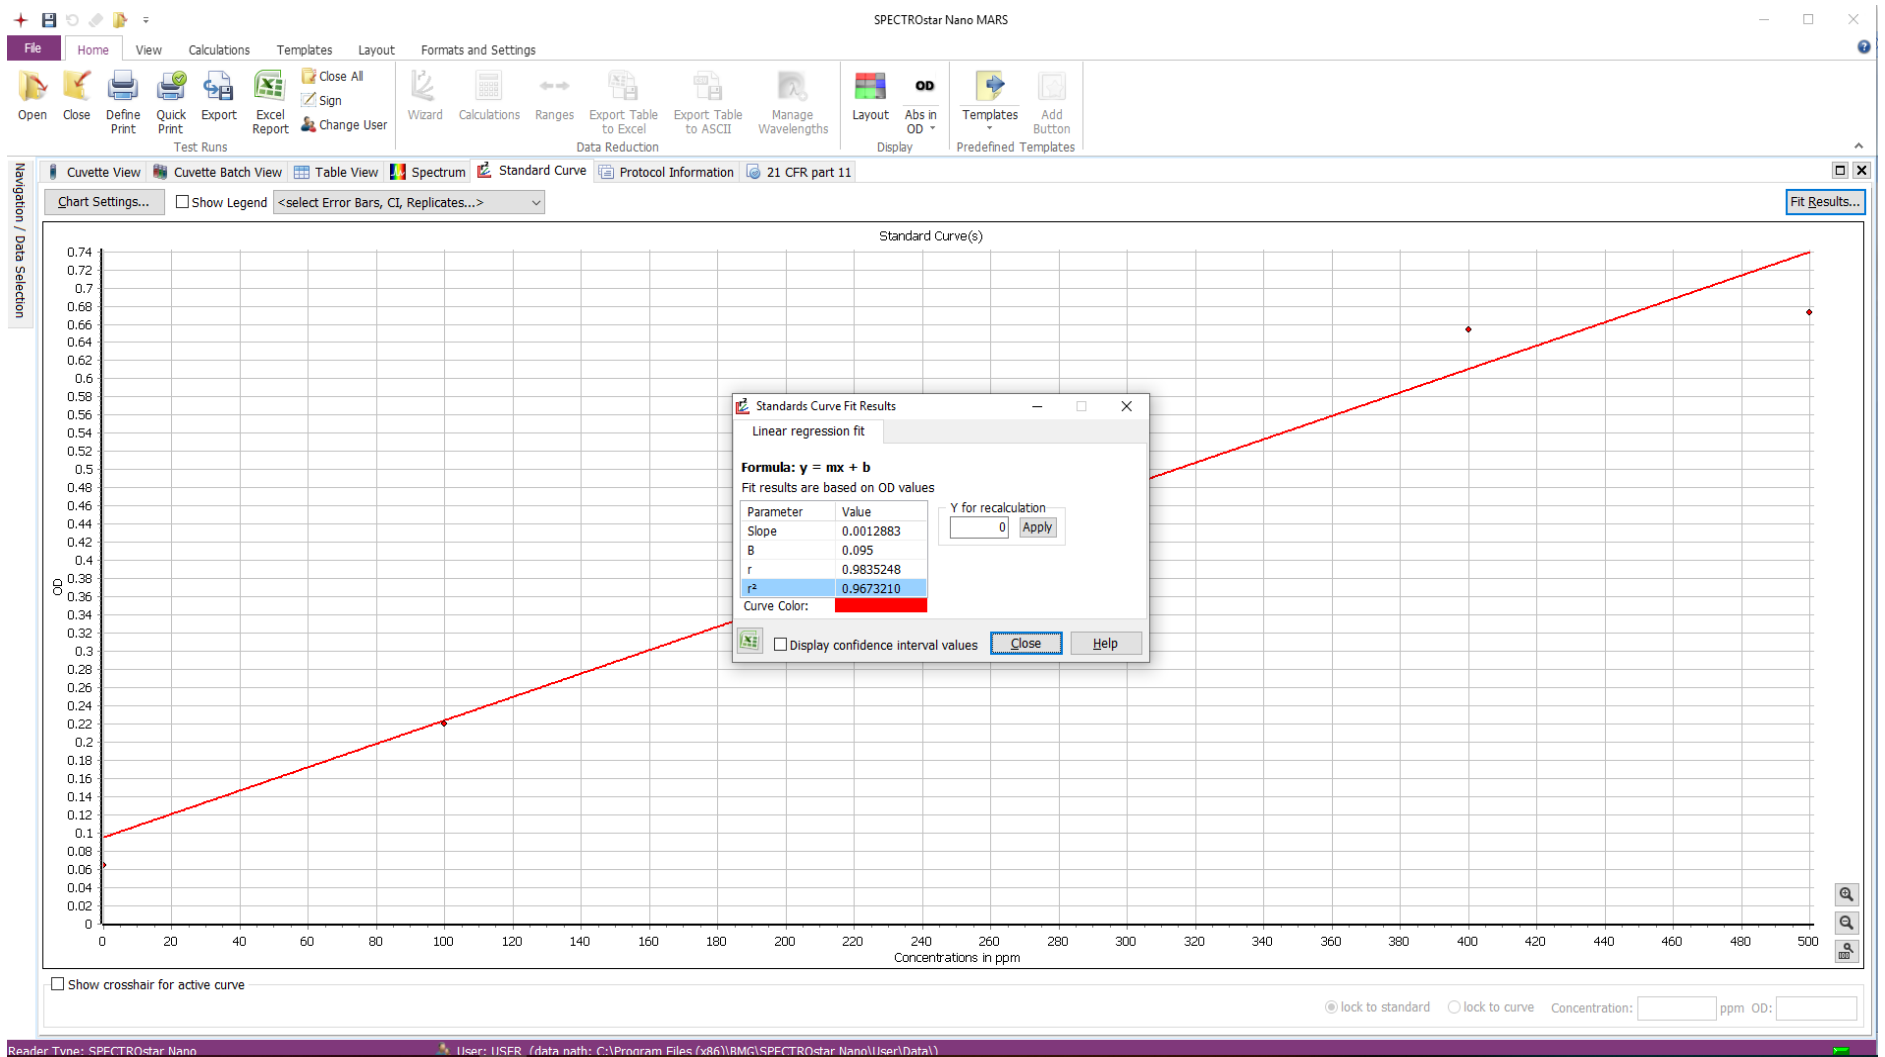 SPECTROstar Nano MARS
File Home View Calculations Templates Layout Formats and Settings
Open Close Define Print Quick Print Export Excel Report Close All Sign Change User
Test Runs
Wizard Calculations Ranges Export Table to Excel Export Table to ASCII Manage Wavelengths
Data Reduction
Layout OD Abs in OD
Display
Templates Add Button
Predefined Templates
Navigation / Data Selection
Cuvette View Cuvette Batch View Table View Spectrum Standard Curve Protocol Information 21 CFR part 11
Chart Settings... Show Legend <select Error Bars, CI, Replicates...> Fit Results...
Standard Curve(s)
0.74
0.72
0.7
0.68
0.66
0.64
0.62
0.6
0.58
0.56
0.54
0.52
0.5
0.48
0.46
0.44
0.42
0.4
0.38
0.36
0.34
0.32
0.3
0.28
0.26
0.24
0.22
0.2
0.18
0.16
0.14
0.12
0.1
0.08
0.06
0.04
0.02
0
OD
0 20 40 60 80 100 120 140 160 180 200 220 240 260 280 300 320 340 360 380 400 420 440 460 480 500
Concentrations in ppm
Standards Curve Fit Results
Linear regression fit
Formula: y = mx + b
Fit results are based on OD values
Parameter Value
Slope 0.0012883
B 0.095
r 0.9835248
r² 0.9673210
Curve Color:
Y for recalculation
0 Apply
Display confidence interval values Close Help
Show crosshair for active curve
lock to standard lock to curve Concentration: ppm OD:
Reader Type: SPECTROstar Nano User: USER (data path: C:\Program Files (x86)\BMG\SPECTROstar Nano\User\Data\)